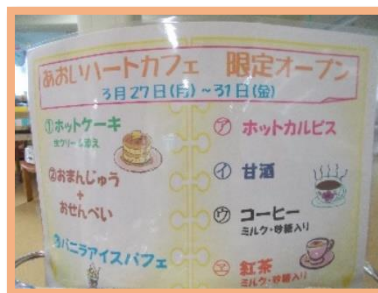 あおいハートカフェ 限定オープン
3月27日(月)～31日(金)
①ホットケーキ
生クリーム添え
②おまんじゅう
+
おせんべい
③バニラアイスパフェ
㋐ ホットカルピス
㋑ 甘酒
㋒ コーヒー
ミルク・砂糖入り
㋓ 紅茶
ミルク・砂糖入り